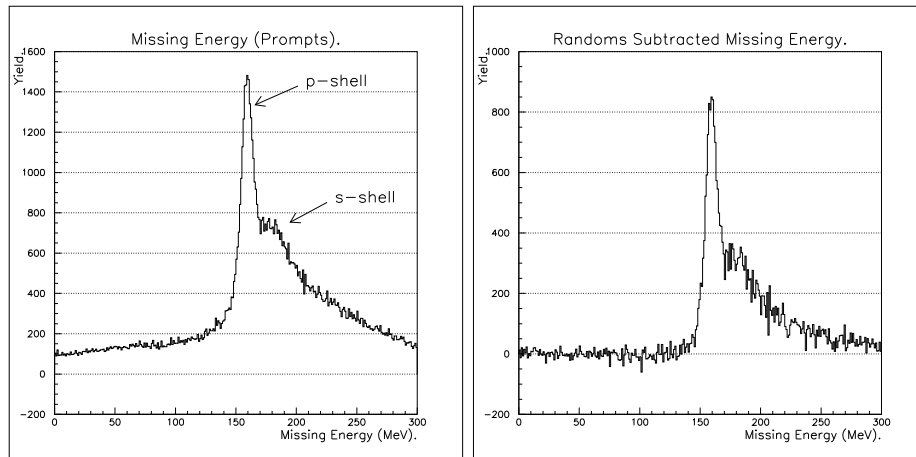 Missing Energy (Prompts).
Yield.
1600
1400
1200
1000
800
600
400
200
0
-200
p-shell
s-shell
0 50 100 150 200 250 300
Missing Energy (MeV).
Randoms Subtracted Missing Energy.
Yield.
1000
800
600
400
200
0
-200
0 50 100 150 200 250 300
Missing Energy (MeV).